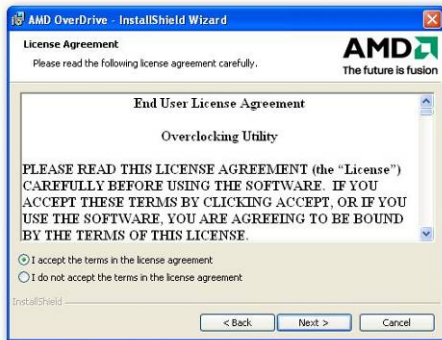 AMD OverDrive - InstallShield Wizard
License Agreement
Please read the following license agreement carefully.
AMD
The future is fusion
End User License Agreement
Overclocking Utility
PLEASE READ THIS LICENSE AGREEMENT (the “License”)
CAREFULLY BEFORE USING THE SOFTWARE. IF YOU
ACCEPT THESE TERMS BY CLICKING ACCEPT, OR IF YOU
USE THE SOFTWARE, YOU ARE AGREEING TO BE BOUND
BY THE TERMS OF THIS LICENSE.
I accept the terms in the license agreement
I do not accept the terms in the license agreement
InstallShield
< Back Next > Cancel